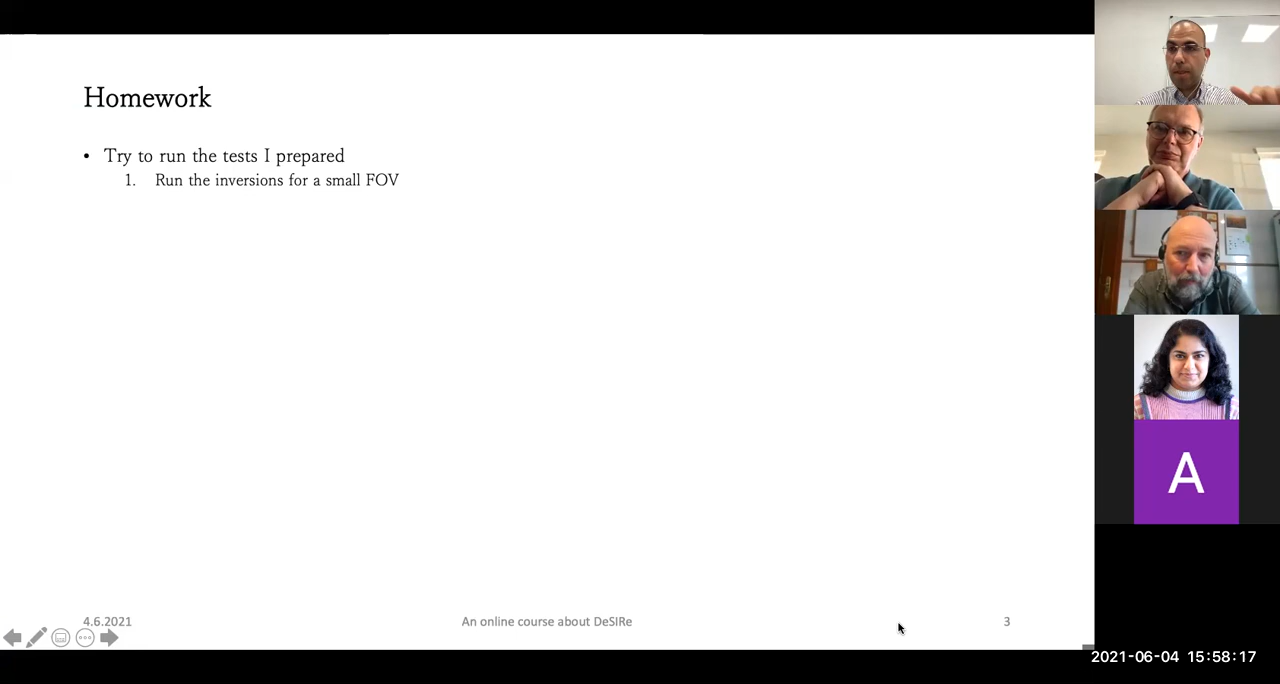 Homework
• Try to run the tests I prepared
1. Run the inversions for a small FOV
A
4.6.2021
An online course about DeSIRe
3
2021-06-04 15:58:17